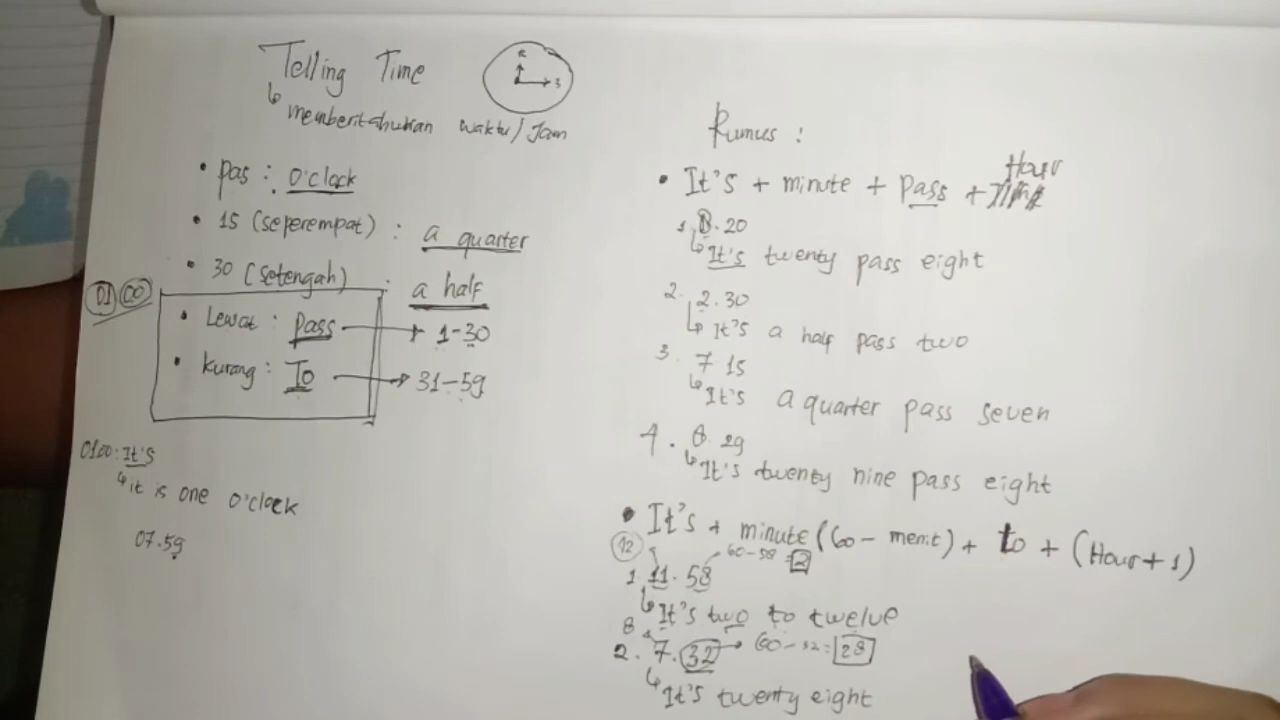 Telling Time
memberitahukan waktu/Jam
12
3
• pas : o'clock
• 15 (seperempat) : a quarter
• 30 (setengah) : a half
01 00
• Lewat : pass → 1-30
• kurang : To → 31-59
0100: It's
it is one o'clock
07.59
Rumus :
Hour
• It's + minute + pass +
1. 8.20
It's twenty pass eight
2. 2.30
It's a half pass two
3. 7 15
It's a quarter pass seven
4. 8. 29
It's twenty nine pass eight
• It's + minute (60 - menit) + to + (Hour + 1)
12
60-58 = 2
1. 11. 58
It's two to twelve
8
2. 7. 32 → 60-32 = 28
It's twenty eight